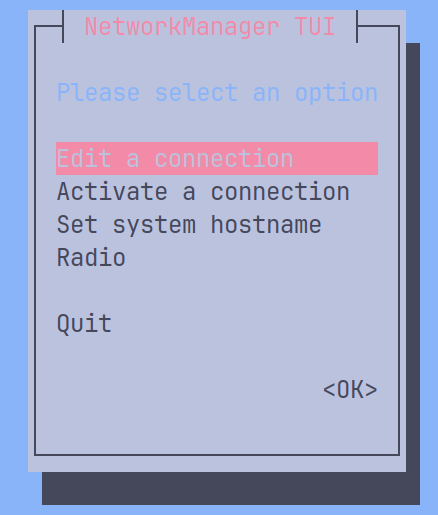 NetworkManager TUI
Please select an option
Edit a connection
Activate a connection
Set system hostname
Radio
Quit
<OK>